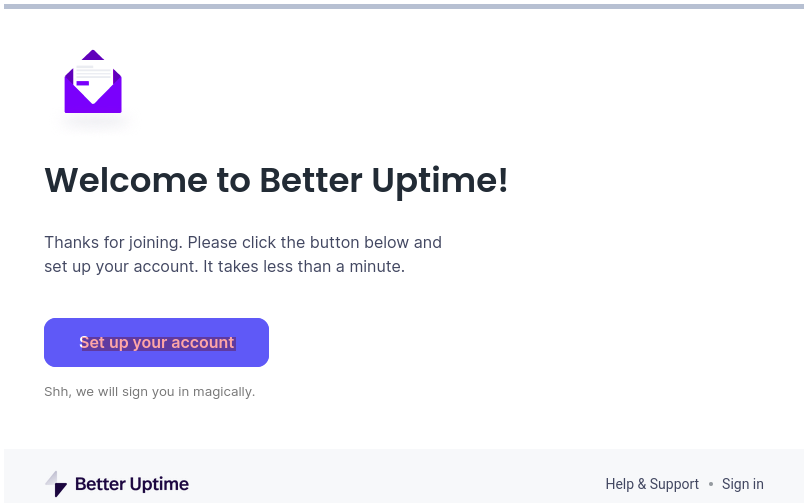 Welcome to Better Uptime!
Thanks for joining. Please click the button below and
set up your account. It takes less than a minute.
Set up your account
Shh, we will sign you in magically.
Better Uptime
Help & Support • Sign in